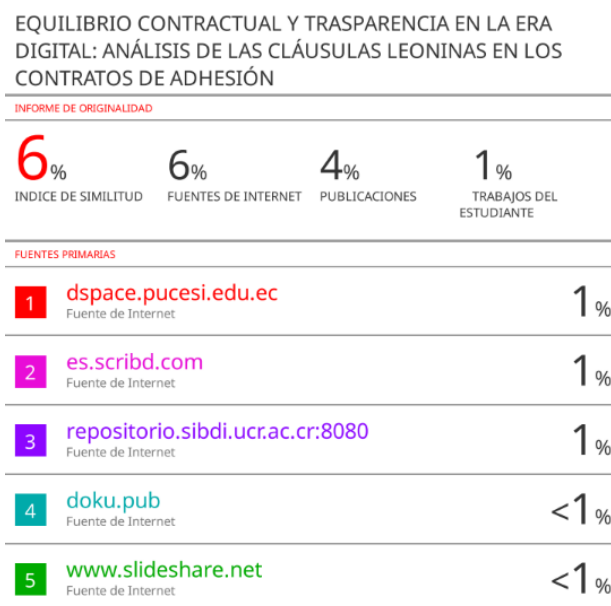 EQUILIBRIO CONTRACTUAL Y TRASPARENCIA EN LA ERA
DIGITAL: ANÁLISIS DE LAS CLÁUSULAS LEONINAS EN LOS
CONTRATOS DE ADHESIÓN
INFORME DE ORIGINALIDAD
6% 6% 4% 1%
INDICE DE SIMILITUD FUENTES DE INTERNET PUBLICACIONES TRABAJOS DEL
ESTUDIANTE
FUENTES PRIMARIAS
1 dspace.pucesi.edu.ec 1%
Fuente de Internet
2 es.scribd.com 1%
Fuente de Internet
3 repositorio.sibdi.ucr.ac.cr:8080 1%
Fuente de Internet
4 doku.pub <1%
Fuente de Internet
5 www.slideshare.net <1%
Fuente de Internet